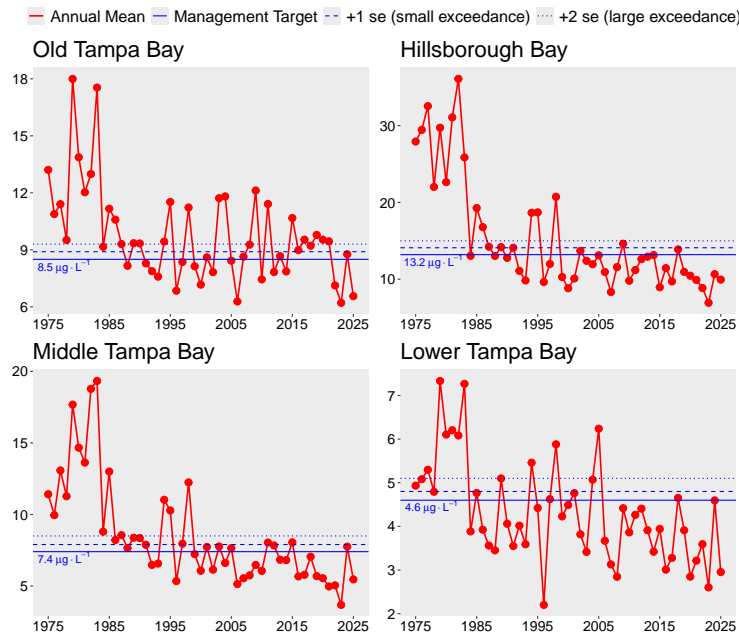 Annual Mean Management Target +1 se (small exceedance) +2 se (large exceedance)
Old Tampa Bay
18
15
12
9
6
8.5 μg · L⁻¹
1975 1985 1995 2005 2015 2025
Hillsborough Bay
30
20
10
13.2 μg · L⁻¹
1975 1985 1995 2005 2015 2025
Middle Tampa Bay
20
15
10
5
7.4 μg · L⁻¹
1975 1985 1995 2005 2015 2025
Lower Tampa Bay
7
6
5
4
3
2
4.6 μg · L⁻¹
1975 1985 1995 2005 2015 2025